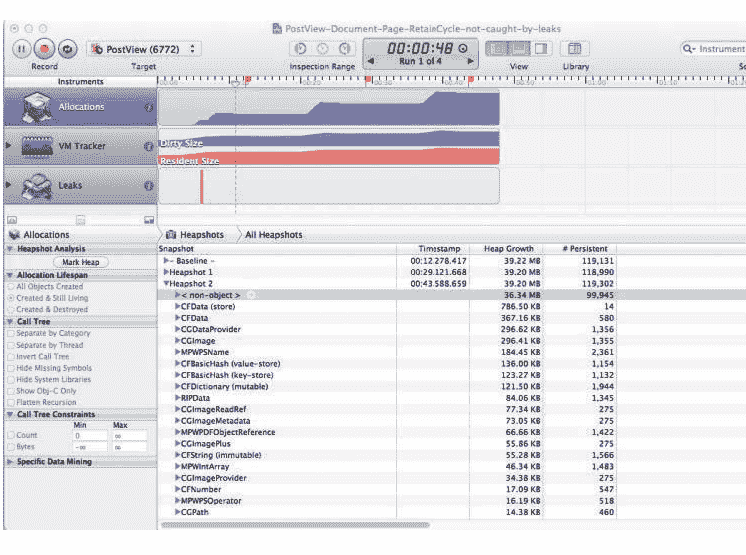 PostView-Document-Page-RetainCycle-not-caught-by-leaks
PostView (6772)
00:00:48
Run 1 of 4
Instrument
Record
Target
Inspection Range
View
Library
Instruments
Allocations
VM Tracker
Dirty Size
Resident Size
Leaks
Allocations
Heapshots
All Heapshots
Heapshot Analysis
Mark Heap
Allocation Lifespan
All Objects Created
Created & Still Living
Created & Destroyed
Call Tree
Separate by Category
Separate by Thread
Invert Call Tree
Hide Missing Symbols
Hide System Libraries
Show Obj-C Only
Flatten Recursion
Call Tree Constraints
Min Max
Count 0 ∞
Bytes -∞ ∞
Specific Data Mining
Snapshot Timestamp Heap Growth # Persistent
- Baseline - 00:12.278.417 39.22 MB 119,131
Heapshot 1 00:29.121.668 39.20 MB 118,990
Heapshot 2 00:43.588.659 39.20 MB 119,302
< non-object > 36.34 MB 99,945
CFData (store) 786.50 KB 14
CFData 367.16 KB 580
CGDataProvider 296.62 KB 1,356
CGImage 296.41 KB 1,355
MPWPSName 184.45 KB 2,361
CFBasicHash (value-store) 136.00 KB 1,154
CFBasicHash (key-store) 123.27 KB 1,132
CFDictionary (mutable) 121.50 KB 1,944
RIPData 84.06 KB 1,345
CGImageReadRef 77.34 KB 275
CGImageMetadata 73.05 KB 275
MPWPDFObjectReference 66.66 KB 1,422
CGImagePlus 55.86 KB 275
CFString (immutable) 55.28 KB 1,566
MPWIntArray 46.34 KB 1,483
CGImageProvider 34.38 KB 275
CFNumber 17.09 KB 547
MPWPSOperator 16.19 KB 518
CGPath 14.38 KB 460